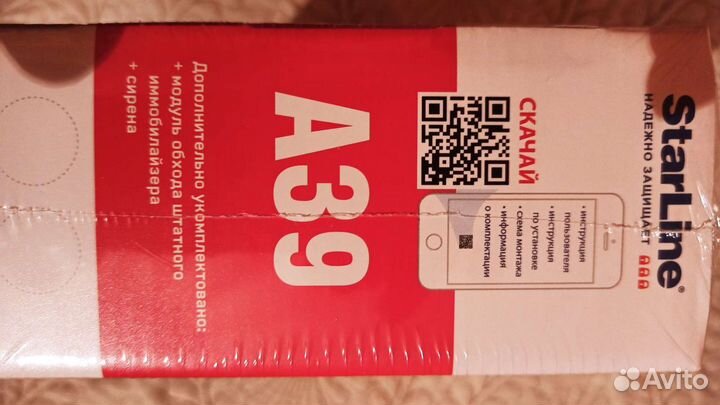 StarLine®
НАДЕЖНО ЗАЩИЩАЕТ
СКАЧАЙ
• инструкция
пользователя
• инструкция
по установке
• схема монтажа
• информация
о комплектации
A39
Дополнительно укомплектовано:
+ модуль обхода штатного
иммобилайзера
+ сирена
Avito